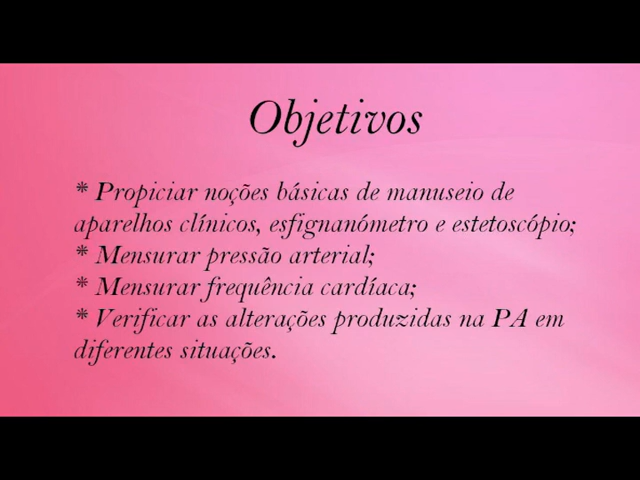 Objetivos
* Propiciar noções básicas de manuseio de
aparelhos clínicos, esfignanómetro e estetoscópio;
* Mensurar pressão arterial;
* Mensurar frequência cardíaca;
* Verificar as alterações produzidas na PA em
diferentes situações.